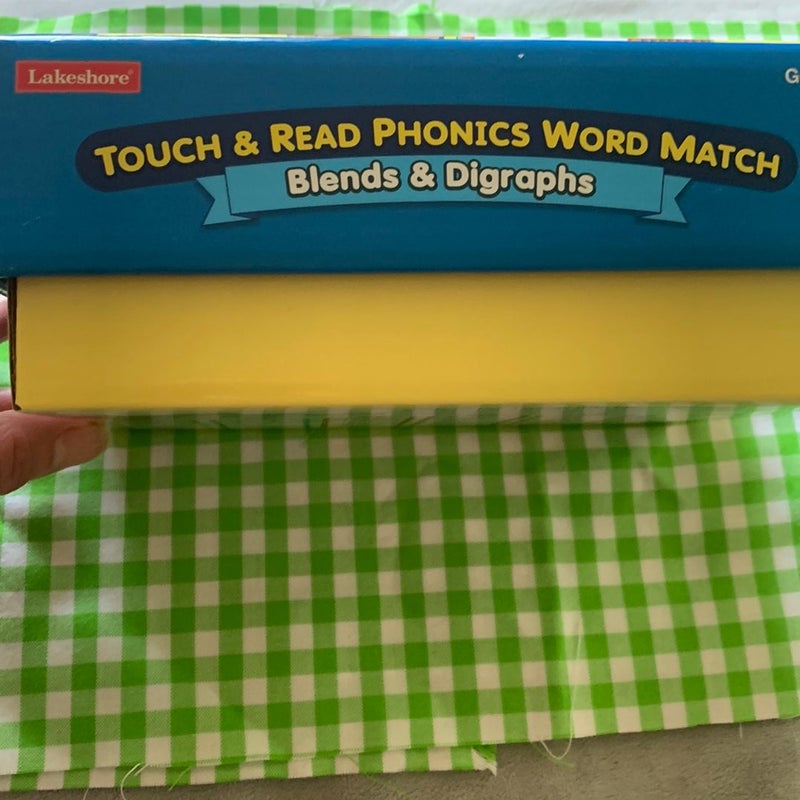 Lakeshore®
G
TOUCH & READ PHONICS WORD MATCH
Blends & Digraphs